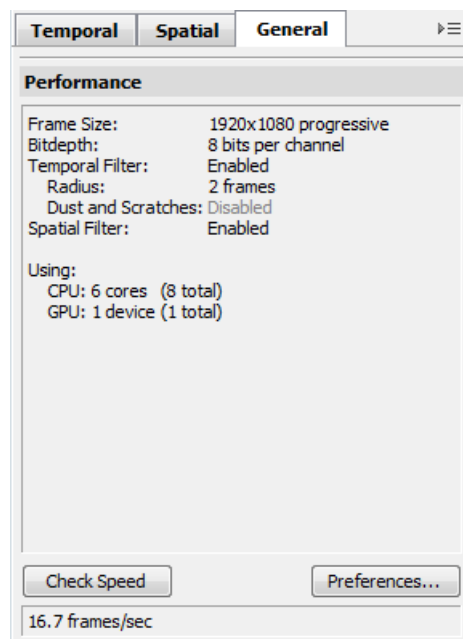 Temporal Spatial General
Performance
Frame Size: 1920x1080 progressive
Bitdepth: 8 bits per channel
Temporal Filter: Enabled
Radius: 2 frames
Dust and Scratches: Disabled
Spatial Filter: Enabled
Using:
CPU: 6 cores (8 total)
GPU: 1 device (1 total)
Check Speed Preferences...
16.7 frames/sec